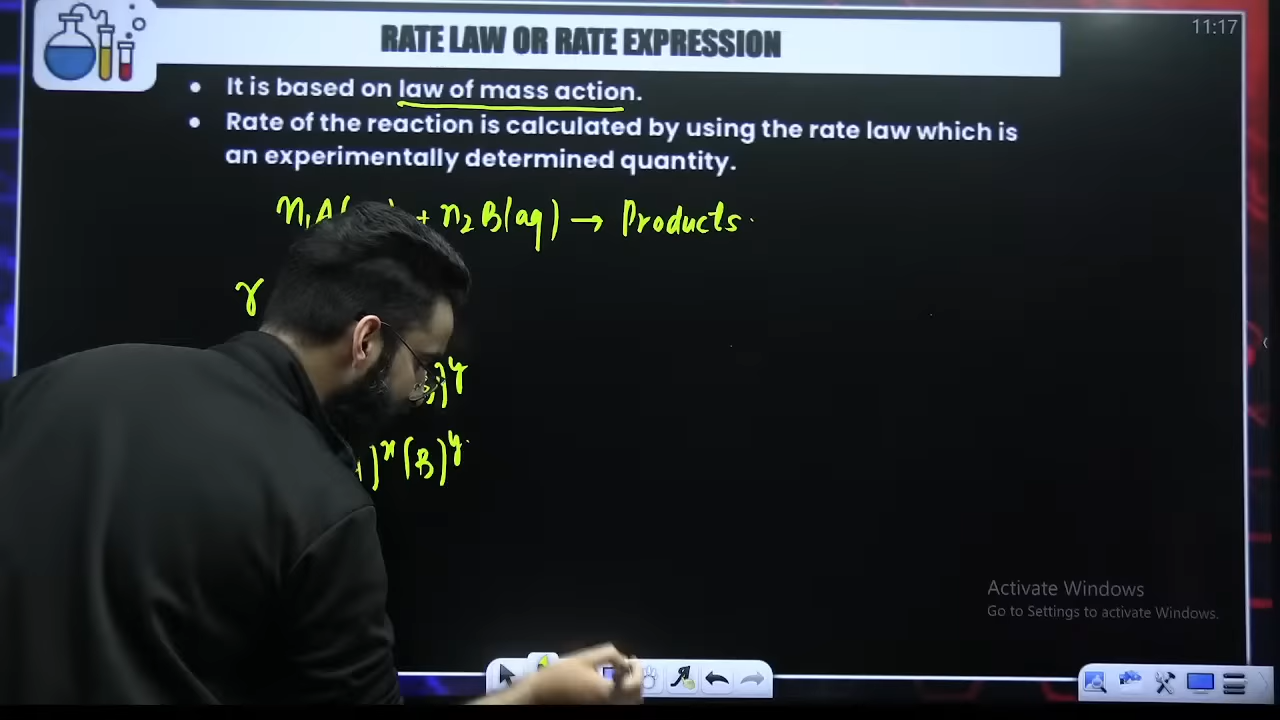 11:17
RATE LAW OR RATE EXPRESSION
• It is based on law of mass action.
• Rate of the reaction is calculated by using the rate law which is
an experimentally determined quantity.
n₁A( + n₂B(aq) → Products.
r
]ʸ
)ˣ(B)ʸ
Activate Windows
Go to Settings to activate Windows.